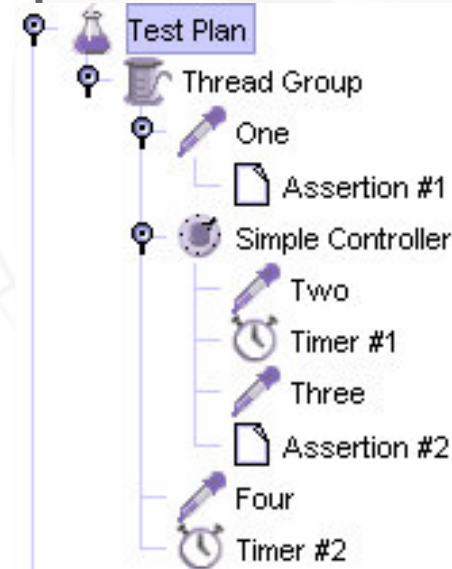 Test Plan
Thread Group
One
Assertion #1
Simple Controller
Two
Timer #1
Three
Assertion #2
Four
Timer #2